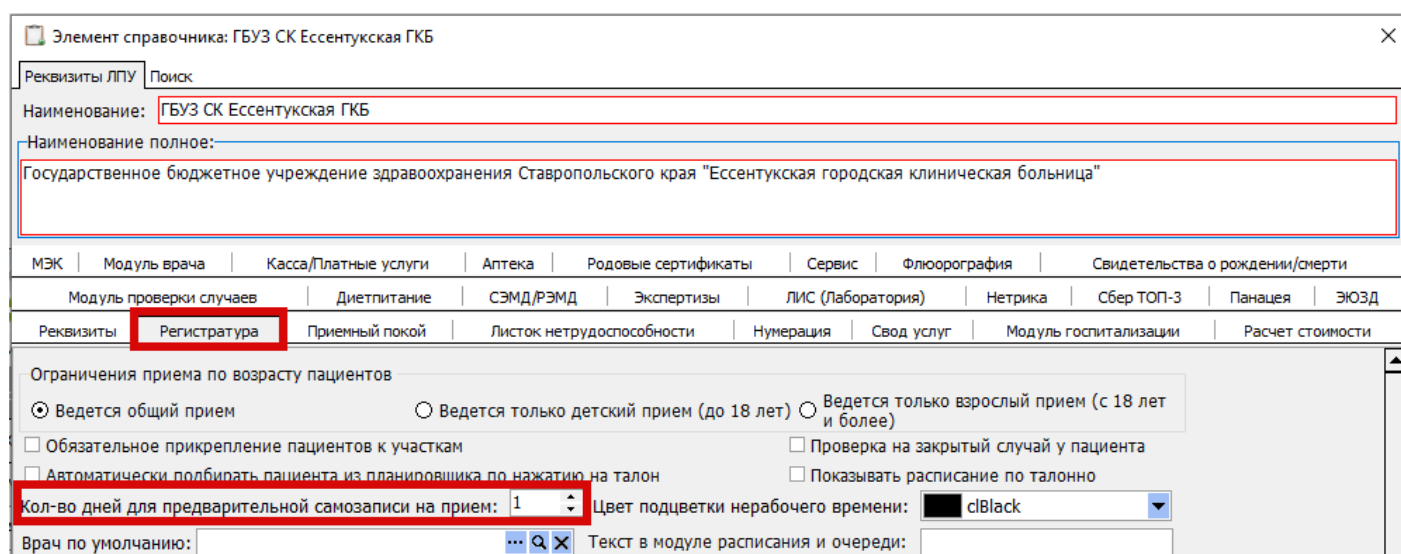 Элемент справочника: ГБУЗ СК Ессентукская ГКБ
Реквизиты ЛПУ Поиск
Наименование: ГБУЗ СК Ессентукская ГКБ
Наименование полное:
Государственное бюджетное учреждение здравоохранения Ставропольского края "Ессентукская городская клиническая больница"
МЭК Модуль врача Касса/Платные услуги Аптека Родовые сертификаты Сервис Флюорография Свидетельства о рождении/смерти
Модуль проверки случаев Диетпитание СЭМД/РЭМД Экспертизы ЛИС (Лаборатория) Нетрика Сбер ТОП-3 Панацея ЭЮЗД
Реквизиты Регистратура Приемный покой Листок нетрудоспособности Нумерация Свод услуг Модуль госпитализации Расчет стоимости
Ограничения приема по возрасту пациентов
Ведется общий прием Ведется только детский прием (до 18 лет) Ведется только взрослый прием (с 18 лет
и более)
Обязательное прикрепление пациентов к участкам Проверка на закрытый случай у пациента
Автоматически подбирать пациента из планировщика по нажатию на талон Показывать расписание по талонно
Кол-во дней для предварительной самозаписи на прием: 1 Цвет подцветки нерабочего времени: clBlack
Врач по умолчанию: Текст в модуле расписания и очереди: